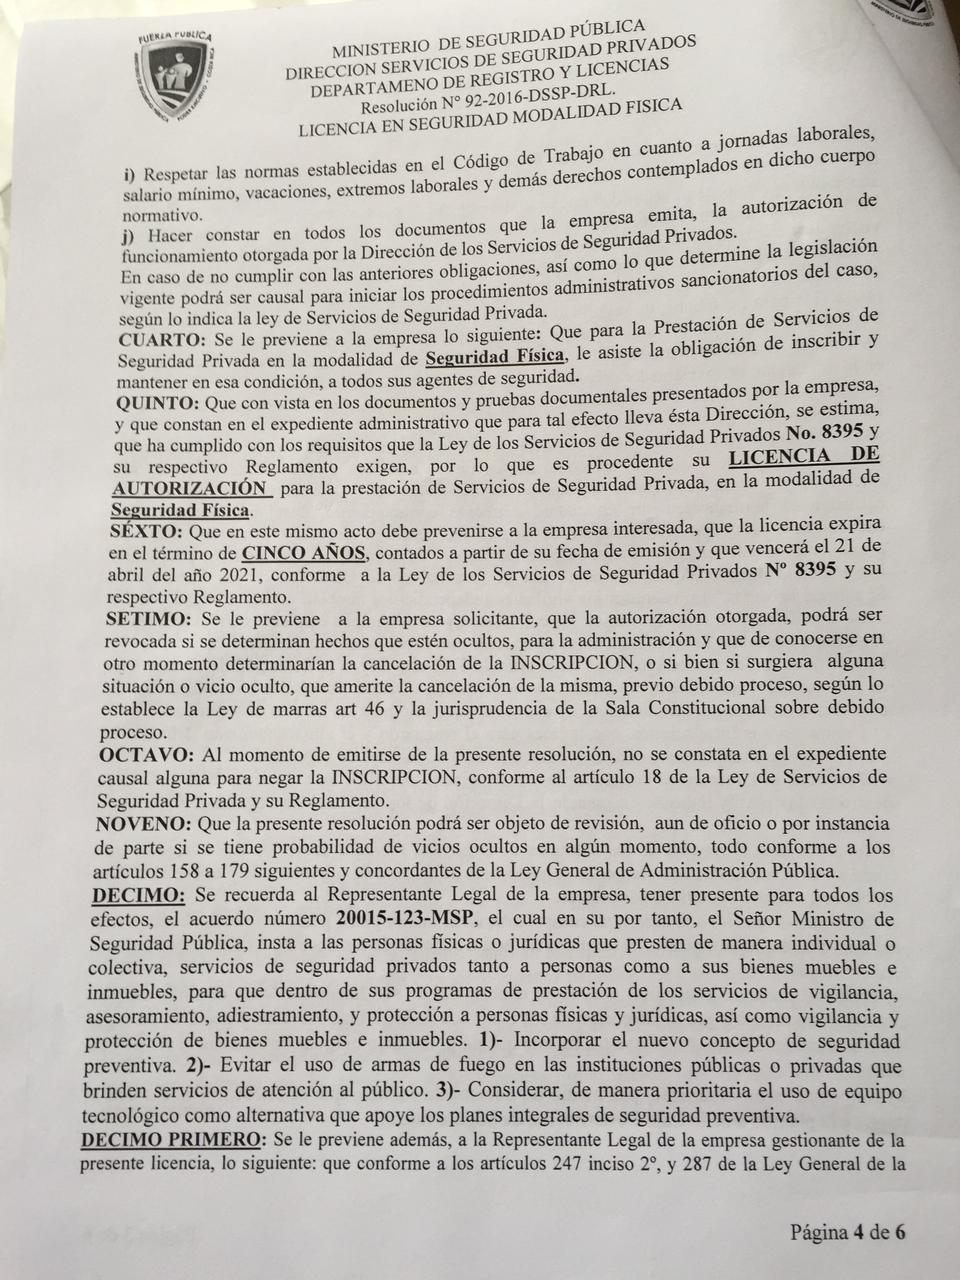 FUERZA PUBLICA
MINISTERIO DE SEGURIDAD PÚBLICA
DIRECCION SERVICIOS DE SEGURIDAD PRIVADOS
DEPARTAMENO DE REGISTRO Y LICENCIAS
Resolución N° 92-2016-DSSP-DRL.
LICENCIA EN SEGURIDAD MODALIDAD FISICA
i) Respetar las normas establecidas en el Código de Trabajo en cuanto a jornadas laborales,
salario mínimo, vacaciones, extremos laborales y demás derechos contemplados en dicho cuerpo
normativo.
j) Hacer constar en todos los documentos que la empresa emita, la autorización de
funcionamiento otorgada por la Dirección de los Servicios de Seguridad Privados.
En caso de no cumplir con las anteriores obligaciones, así como lo que determine la legislación
vigente podrá ser causal para iniciar los procedimientos administrativos sancionatorios del caso,
según lo indica la ley de Servicios de Seguridad Privada.
CUARTO: Se le previene a la empresa lo siguiente: Que para la Prestación de Servicios de
Seguridad Privada en la modalidad de Seguridad Física, le asiste la obligación de inscribir y
mantener en esa condición, a todos sus agentes de seguridad.
QUINTO: Que con vista en los documentos y pruebas documentales presentados por la empresa,
y que constan en el expediente administrativo que para tal efecto lleva ésta Dirección, se estima,
que ha cumplido con los requisitos que la Ley de los Servicios de Seguridad Privados No. 8395 y
su respectivo Reglamento exigen, por lo que es procedente su LICENCIA DE
AUTORIZACIÓN para la prestación de Servicios de Seguridad Privada, en la modalidad de
Seguridad Física.
SÉXTO: Que en este mismo acto debe prevenirse a la empresa interesada, que la licencia expira
en el término de CINCO AÑOS, contados a partir de su fecha de emisión y que vencerá el 21 de
abril del año 2021, conforme a la Ley de los Servicios de Seguridad Privados Nº 8395 y su
respectivo Reglamento.
SETIMO: Se le previene a la empresa solicitante, que la autorización otorgada, podrá ser
revocada si se determinan hechos que estén ocultos, para la administración y que de conocerse en
otro momento determinarían la cancelación de la INSCRIPCION, o si bien si surgiera alguna
situación o vicio oculto, que amerite la cancelación de la misma, previo debido proceso, según lo
establece la Ley de marras art 46 y la jurisprudencia de la Sala Constitucional sobre debido
proceso.
OCTAVO: Al momento de emitirse de la presente resolución, no se constata en el expediente
causal alguna para negar la INSCRIPCION, conforme al artículo 18 de la Ley de Servicios de
Seguridad Privada y su Reglamento.
NOVENO: Que la presente resolución podrá ser objeto de revisión, aun de oficio o por instancia
de parte si se tiene probabilidad de vicios ocultos en algún momento, todo conforme a los
artículos 158 a 179 siguientes y concordantes de la Ley General de Administración Pública.
DECIMO: Se recuerda al Representante Legal de la empresa, tener presente para todos los
efectos, el acuerdo número 20015-123-MSP, el cual en su por tanto, el Señor Ministro de
Seguridad Pública, insta a las personas físicas o jurídicas que presten de manera individual o
colectiva, servicios de seguridad privados tanto a personas como a sus bienes muebles e
inmuebles, para que dentro de sus programas de prestación de los servicios de vigilancia,
asesoramiento, adiestramiento, y protección a personas físicas y jurídicas, así como vigilancia y
protección de bienes muebles e inmuebles. 1)- Incorporar el nuevo concepto de seguridad
preventiva. 2)- Evitar el uso de armas de fuego en las instituciones públicas o privadas que
brinden servicios de atención al público. 3)- Considerar, de manera prioritaria el uso de equipo
tecnológico como alternativa que apoye los planes integrales de seguridad preventiva.
DECIMO PRIMERO: Se le previene además, a la Representante Legal de la empresa gestionante de la
presente licencia, lo siguiente: que conforme a los artículos 247 inciso 2º, y 287 de la Ley General de la
Página 4 de 6